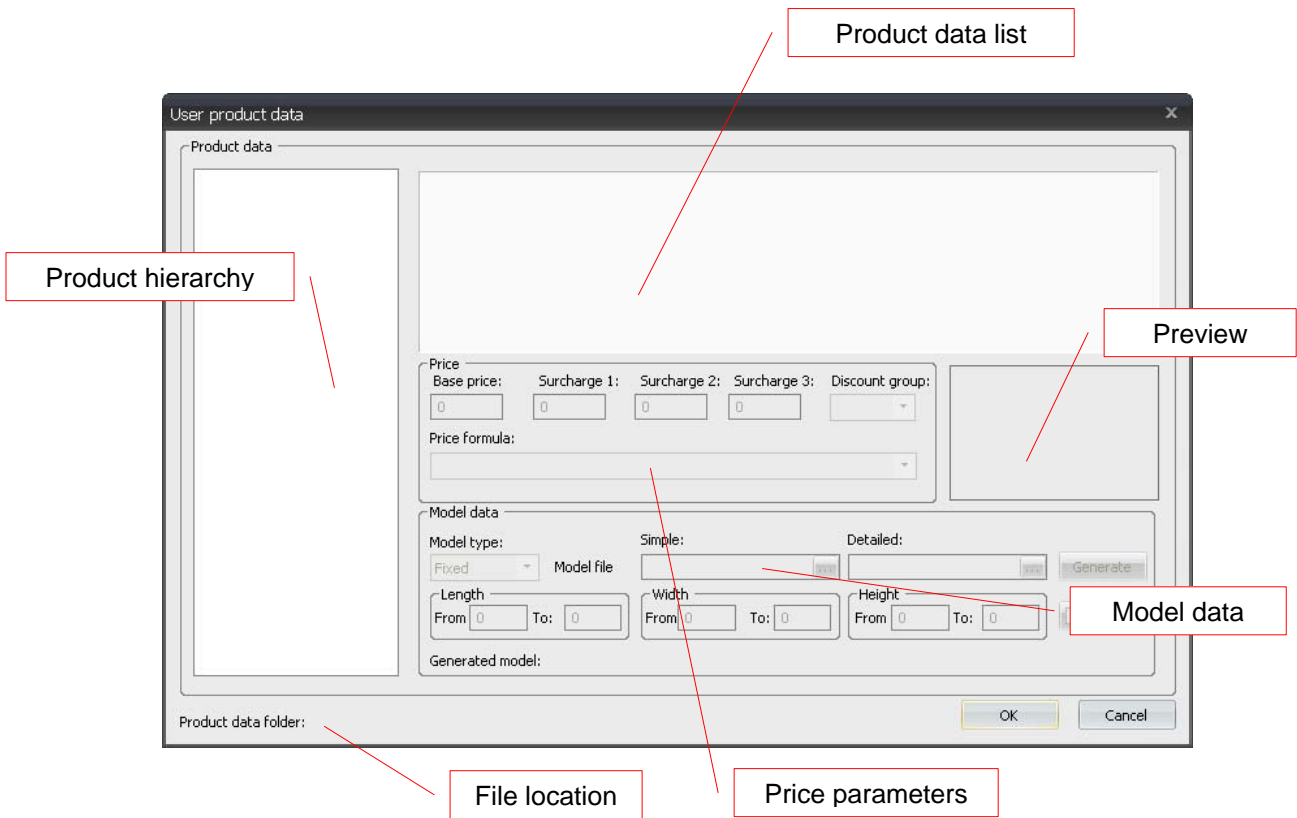 Product data list
User product data
x
Product data
Product hierarchy
Preview
Price
Base price: Surcharge 1: Surcharge 2: Surcharge 3: Discount group:
0 0 0 0
Price formula:
Model data
Model type: Simple: Detailed:
Fixed Model file ... ... Generate
Length Width Height
From 0 To: 0 From 0 To: 0 From 0 To: 0
Model data
Generated model:
Product data folder:
OK Cancel
File location
Price parameters